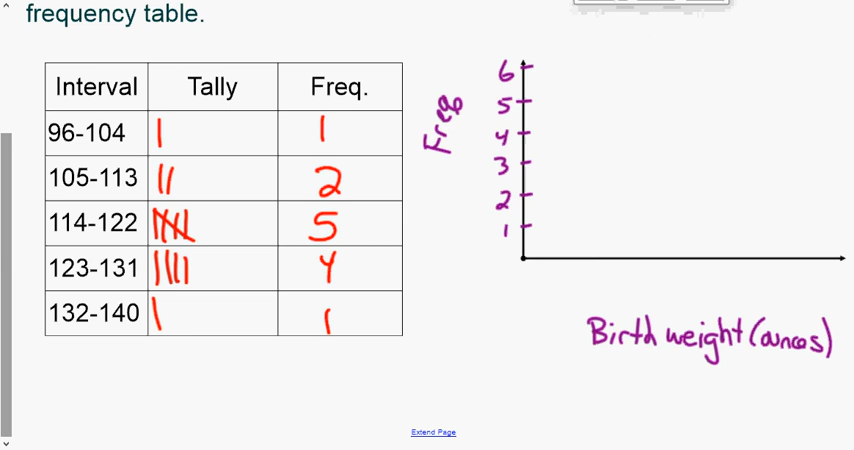 frequency table.
Interval Tally Freq.
96-104 | 1
105-113 || 2
114-122 𝍸 5
123-131 |||| 4
132-140 | 1
Freq
6
5
4
3
2
1
Birth weight (ounces)
Extend Page